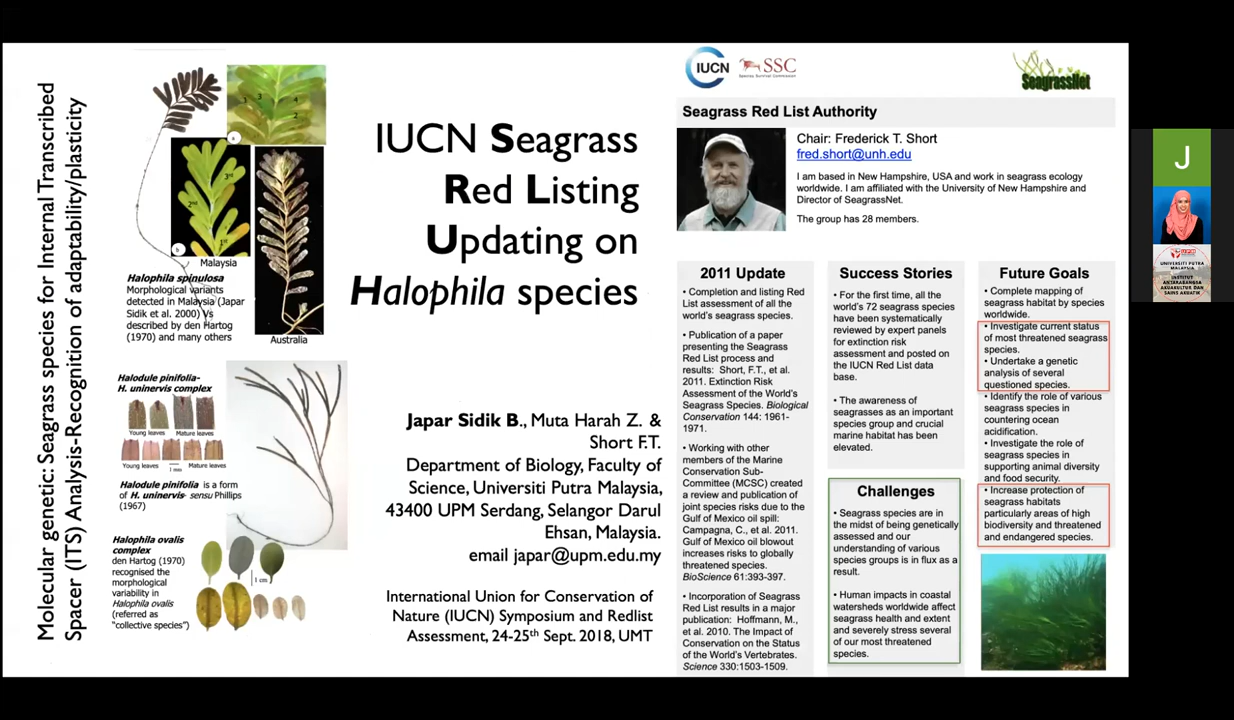 Molecular genetic: Seagrass species for Internal Transcribed
Spacer (ITS) Analysis-Recognition of adaptability/plasticity
1
3
4
2
a
3rd
2nd
1st
b
Malaysia
Halophila spinulosa
Morphological variants
detected in Malaysia (Japar
Sidik et al. 2000) Vs
described by den Hartog
(1970) and many others
Australia
Halodule pinifolia-
H. uninervis complex
Young leaves
Mature leaves
Young leaves
1 mm
Mature leaves
Halodule pinifolia is a form
of H. uninervis sensu Phillips
(1967)
Halophila ovalis
complex
den Hartog (1970)
recognised the
morphological
variability in
Halophila ovalis
(referred as
"collective species")
1 cm
IUCN Seagrass
Red Listing
Updating on
Halophila species
Japar Sidik B., Muta Harah Z. &
Short F.T.
Department of Biology, Faculty of
Science, Universiti Putra Malaysia,
43400 UPM Serdang, Selangor Darul
Ehsan, Malaysia.
email japar@upm.edu.my
International Union for Conservation of
Nature (IUCN) Symposium and Redlist
Assessment, 24-25th Sept. 2018, UMT
IUCN
SSC
Species Survival Commission
SeagrassNet
Seagrass Red List Authority
Chair: Frederick T. Short
fred.short@unh.edu
I am based in New Hampshire, USA and work in seagrass ecology
worldwide. I am affiliated with the University of New Hampshire and
Director of SeagrassNet.
The group has 28 members.
2011 Update
• Completion and listing Red
List assessment of all the
world's seagrass species.
• Publication of a paper
presenting the Seagrass
Red List process and
results: Short, F.T., et al.
2011. Extinction Risk
Assessment of the World's
Seagrass Species. Biological
Conservation 144: 1961-
1971.
• Working with other
members of the Marine
Conservation Sub-
Committee (MCSC) created
a review and publication of
joint species risks due to the
Gulf of Mexico oil spill:
Campagna, C., et al. 2011.
Gulf of Mexico oil blowout
increases risks to globally
threatened species.
BioScience 61:393-397.
• Incorporation of Seagrass
Red List results in a major
publication: Hoffmann, M.,
et al. 2010. The Impact of
Conservation on the Status
of the World's Vertebrates.
Science 330:1503-1509.
Success Stories
• For the first time, all the
world's 72 seagrass species
have been systematically
reviewed by expert panels
for extinction risk
assessment and posted on
the IUCN Red List data
base.
• The awareness of
seagrasses as an important
species group and crucial
marine habitat has been
elevated.
Challenges
• Seagrass species are in
the midst of being genetically
assessed and our
understanding of various
species groups is in flux as a
result.
• Human impacts in coastal
watersheds worldwide affect
seagrass health and extent
and severely stress several
of our most threatened
species.
Future Goals
• Complete mapping of
seagrass habitat by species
worldwide.
• Investigate current status
of most threatened seagrass
species.
• Undertake a genetic
analysis of several
questioned species.
• Identify the role of various
seagrass species in
countering ocean
acidification.
• Investigate the role of
seagrass species in
supporting animal diversity
and food security.
• Increase protection of
seagrass habitats
particularly areas of high
biodiversity and threatened
and endangered species.
J
UPM
UNIVERSITI PUTRA
MALAYSIA
INSTITUT
ANTARABANGSA
AKUAKULTUR DAN
SAINS AKUATIK